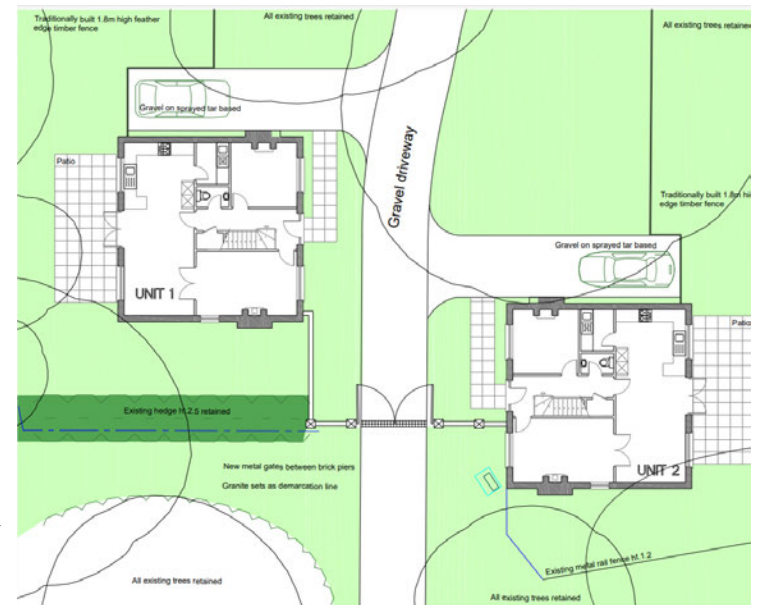 Traditionally built 1.8m high feather
edge timber fence
All existing trees retained
All existing trees retained
Gravel on sprayed tar based
Gravel driveway
Patio
Traditionally built 1.8m hi
edge timber fence
Gravel on sprayed tar based
UNIT 1
Patio
Existing hedge ht.2.5 retained
New metal gates between brick piers
Granite sets as demarcation line
UNIT 2
Existing metal rail fence ht.1.2
All existing trees retained
All existing trees retained